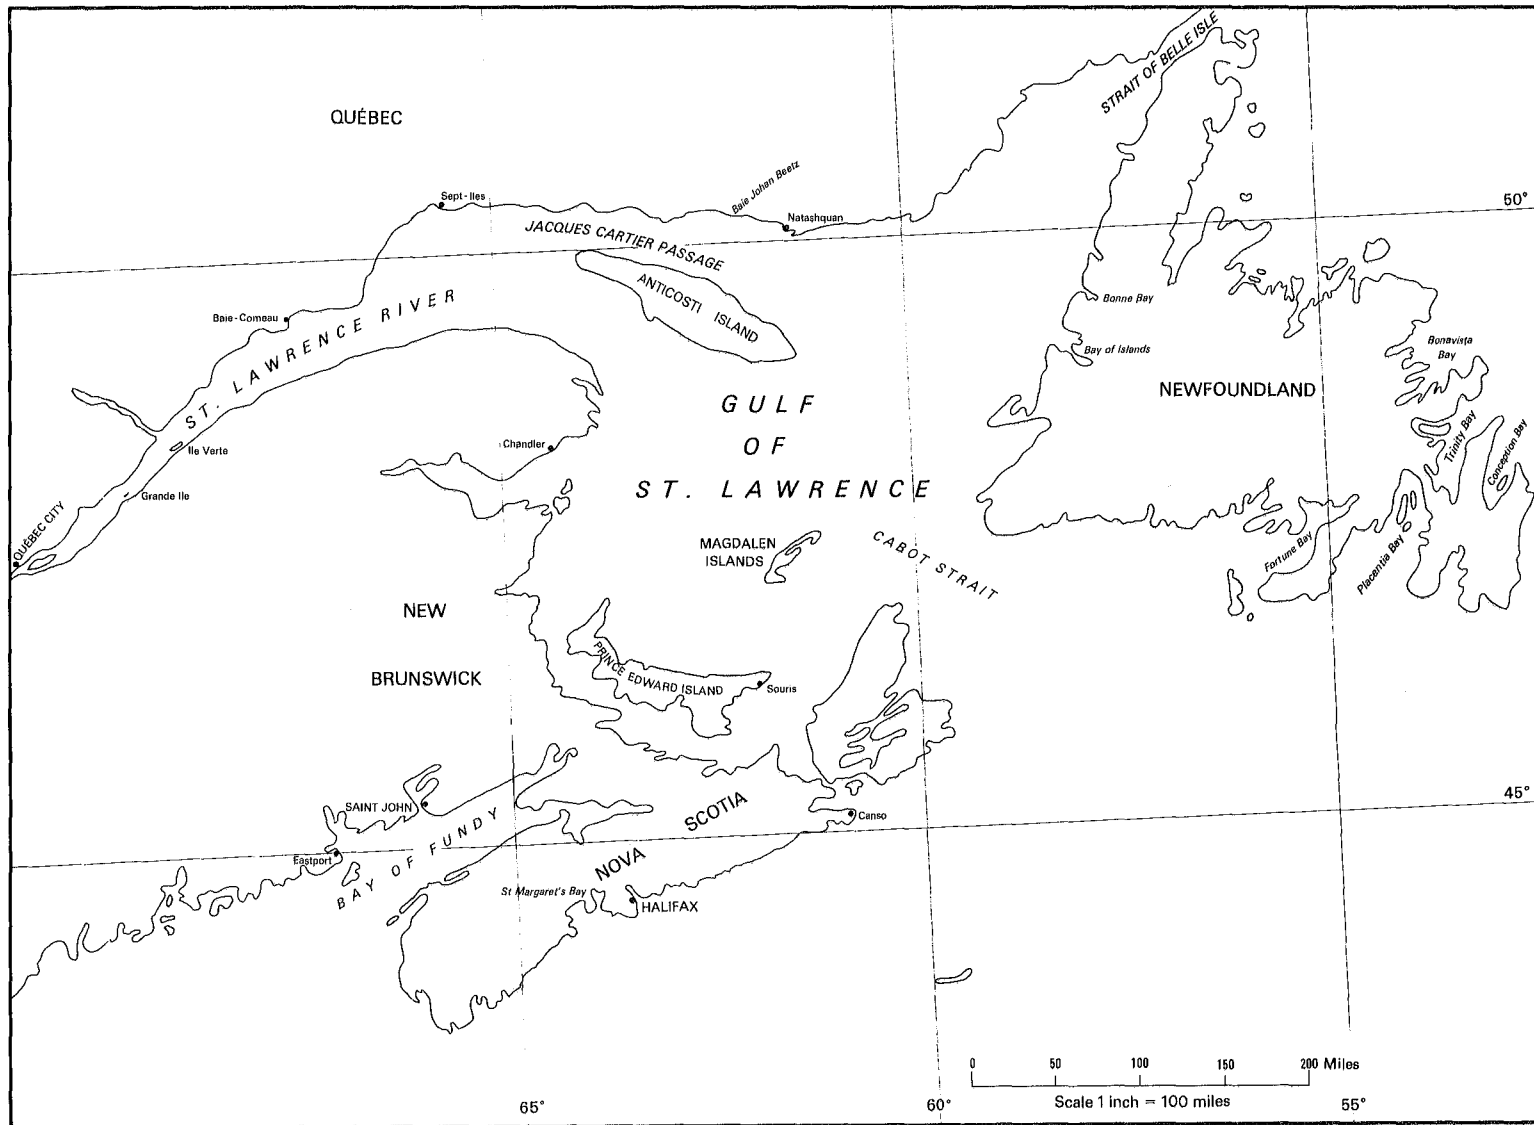 STRAIT OF BELLE ISLE
QUÉBEC
Baie Johan Beetz
Sept-Iles
50°
Natashquan
JACQUES CARTIER PASSAGE
ANTICOSTI ISLAND
Bonne Bay
Baie-Comeau
ST. LAWRENCE RIVER
Bay of Islands
Bonavista
Bay
NEWFOUNDLAND
GULF
OF
ST. LAWRENCE
Trinity Bay
Conception Bay
Chandler
Ile Verte
Grande Ile
QUÉBEC CITY
MAGDALEN
ISLANDS
CABOT STRAIT
Fortune Bay
Placentia Bay
NEW
BRUNSWICK
PRINCE EDWARD ISLAND
Souris
45°
SAINT JOHN
SCOTIA
Canso
BAY OF FUNDY
Eastport
NOVA
St Margaret's Bay
HALIFAX
0 50 100 150 200 Miles
Scale 1 inch = 100 miles
65°
60°
55°